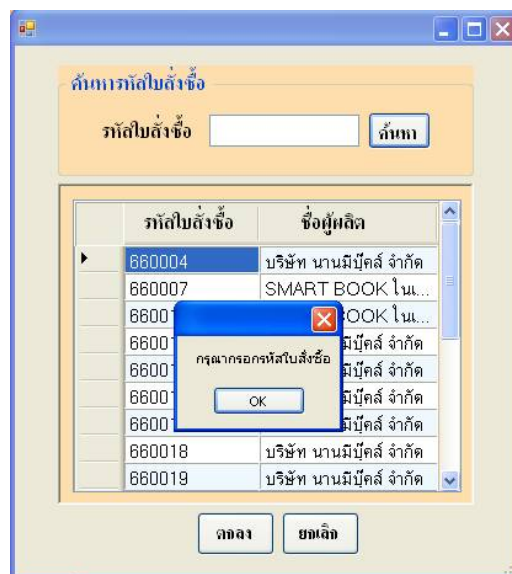 ค้นหารหัสใบสั่งซื้อ
รหัสใบสั่งซื้อ ค้นหา
รหัสใบสั่งซื้อ ชื่อผู้ผลิต
660004 บริษัท นานมีบุ๊คส์ จำกัด
660007 SMART BOOK ในเ...
OOK ในเ...
มีบุ๊คส์ จำกัด
กรุณากรอกรหัสใบสั่งซื้อ
มีบุ๊คส์ จำกัด
OK
มีบุ๊คส์ จำกัด
มีบุ๊คส์ จำกัด
660018 บริษัท นานมีบุ๊คส์ จำกัด
660019 บริษัท นานมีบุ๊คส์ จำกัด
ตกลง ยกเลิก